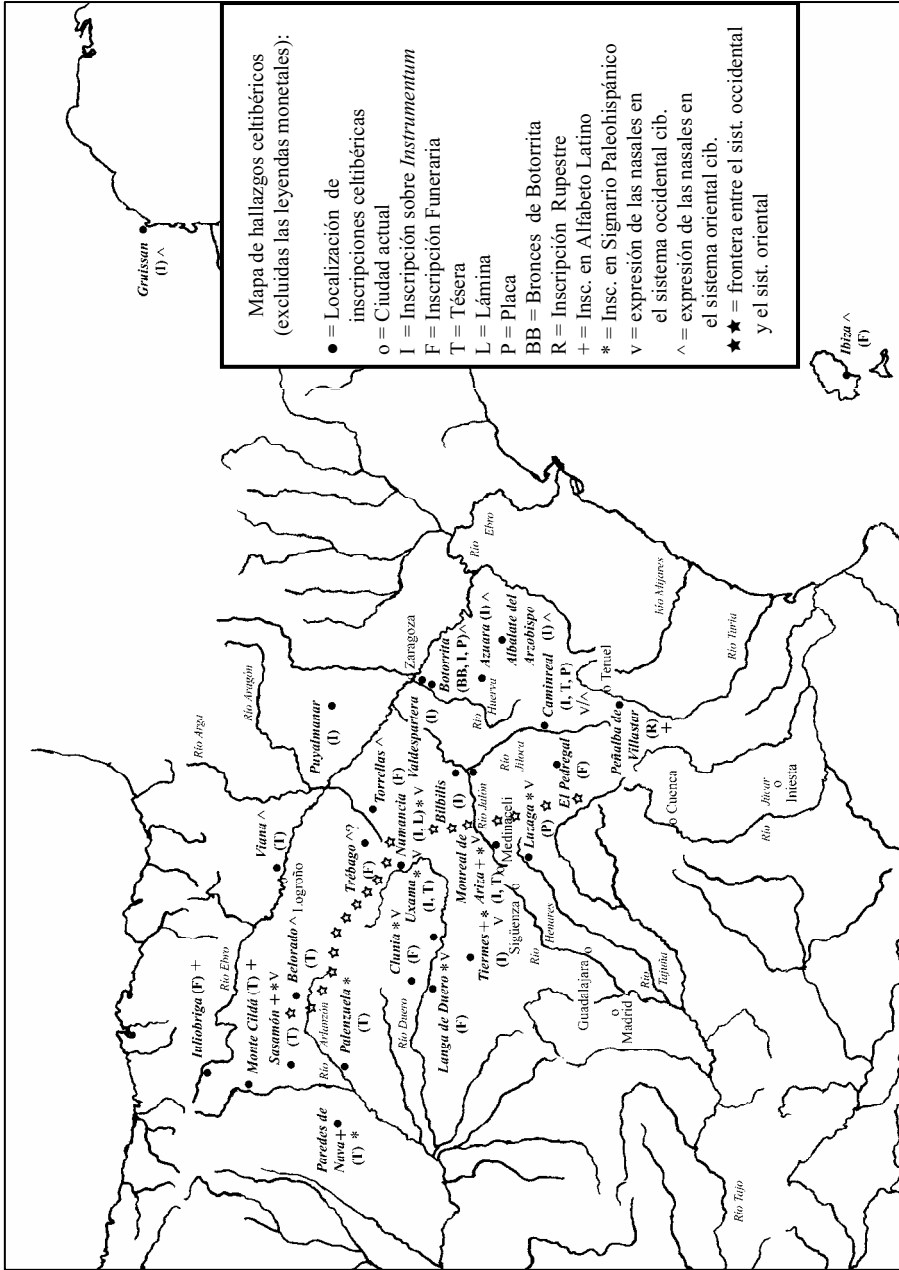 Mapa de hallazgos celtibéricos
(excluidas las leyendas monetales):
● = Localización de
inscripciones celtibéricas
o = Ciudad actual
I = Inscripción sobre Instrumentum
F = Inscripción Funeraria
T = Tésera
L = Lámina
P = Placa
BB = Bronces de Botorrita
R = Inscripción Rupestre
+ = Insc. en Alfabeto Latino
* = Insc. en Signario Paleohispánico
v = expresión de las nasales en
el sistema occidental cib.
^ = expresión de las nasales en
el sistema oriental cib.
★★ = frontera entre el sist. occidental
y el sist. oriental
Gruissan
(I) ^
Ibiza ^
(F)
Iuliobriga (F) +
Monte Cildá (T) +
Sasamón + * v
(T)
Belorado ^
(T)
Logroño
Viana ^
(T)
Río Ebro
Río Arga
Río Aragón
Río Arlanzón
Palenzuela *
(T)
Paredes de
Nava +
(T) *
Trébago ^?
(F)
Torrellas ^
(F)
Puyalmanar
(I)
Numancia
(I, L) * v
Uxama * v
(I, T)
Clunia * v
(F)
Río Duero
Langa de Duero * v
(F)
Tiermes + *
(I) v
Zaragoza
Valdespartera
(I)
Botorrita
(BB, I, P) ^
Bilbilis
(I)
Río Jalón
Monreal de
Ariza + * v
(I, T)
Medinaceli
Sigüenza o
Luzaga * v
(P)
Río
Henares
Río
Tajuña
Guadalajara o
o
Madrid
Azuara (I) ^
Albalate del
Arzobispo
(I) ^
Río
Huerva
Río
Ebro
Río
Jiloca
Caminreal
(I, T, P)
v/^
El Pedregal
(F)
o Teruel
Peñalba de
Villastar
(R)
+
Río Mijares
Río Turia
o Cuenca
Río Júcar
o
Iniesta
Río Tajo